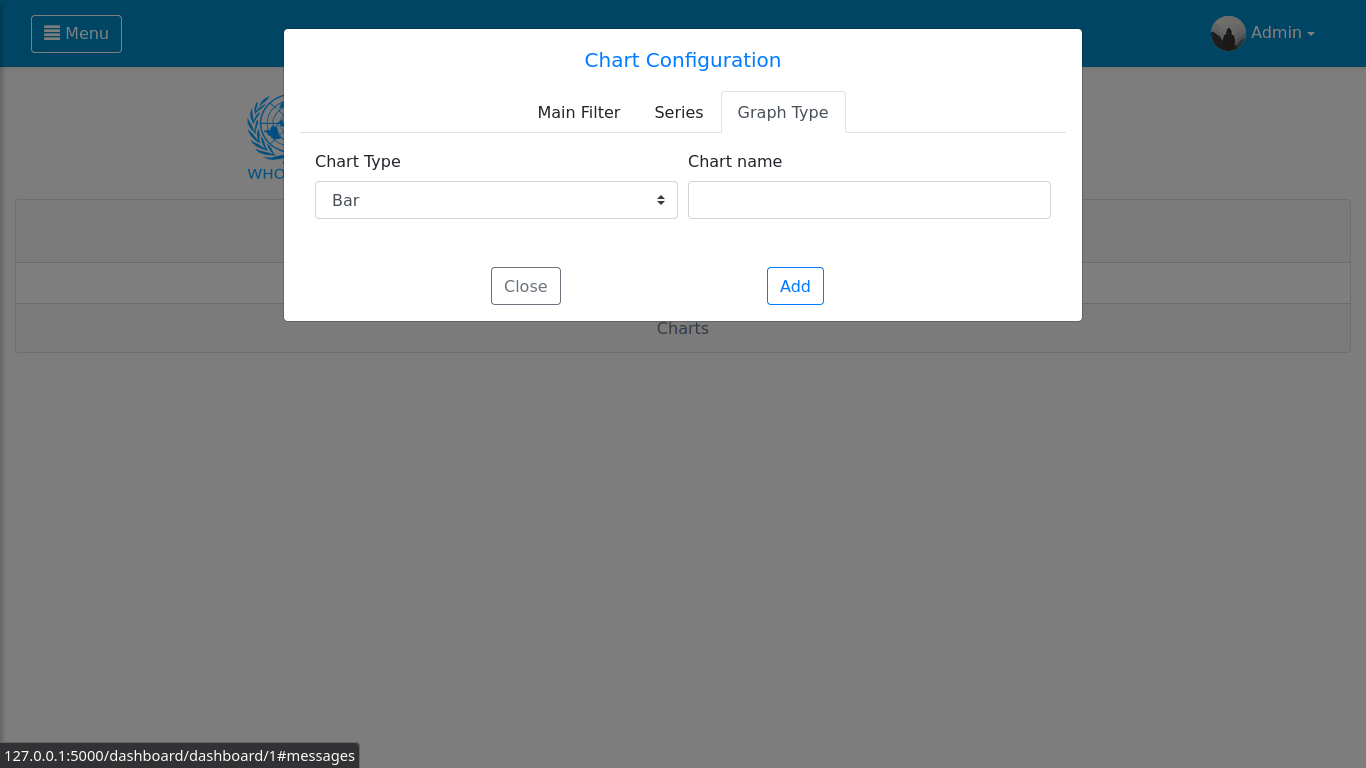 Menu
Admin
Chart Configuration
Main Filter Series Graph Type
Chart Type Chart name
WHO
Bar
Close Add
Charts
127.0.0.1:5000/dashboard/dashboard/1#messages